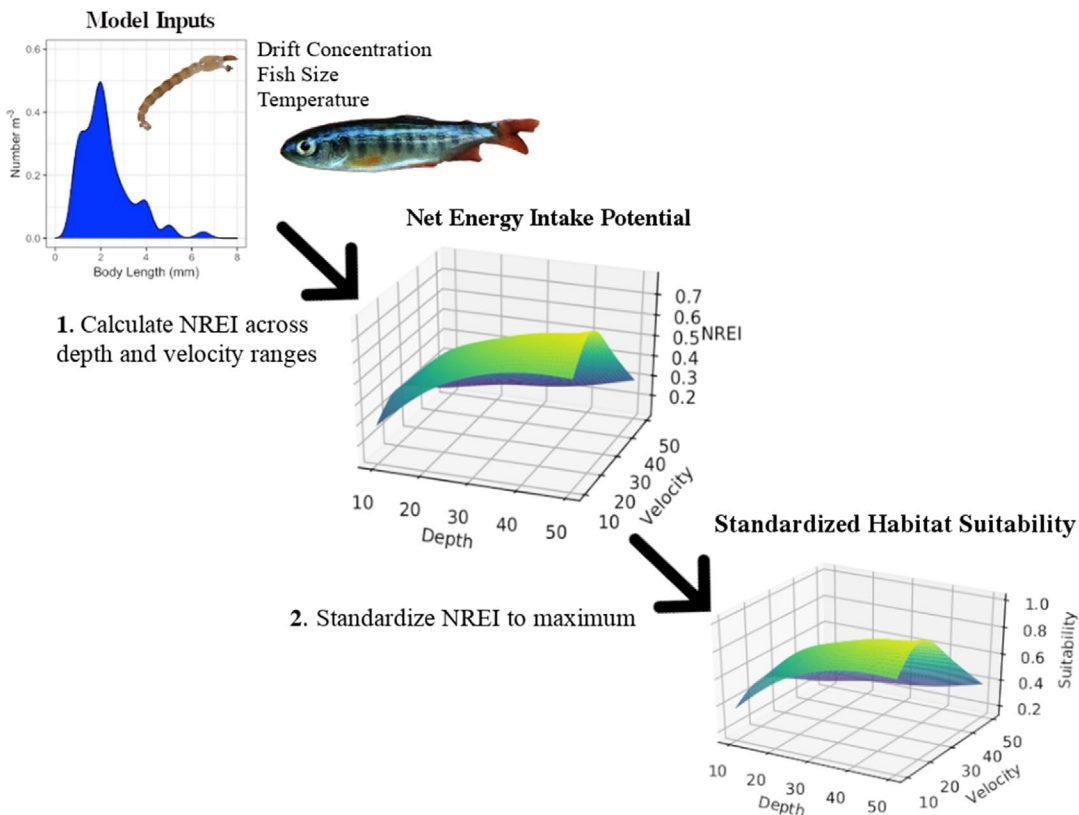 Model Inputs
0.6
0.4
0.2
0.0
Number m⁻³
0 2 4 6 8
Body Length (mm)
Drift Concentration
Fish Size
Temperature
1. Calculate NREI across
depth and velocity ranges
Net Energy Intake Potential
0.7
0.6
0.5
0.4
0.3
0.2
NREI
10 20 30 40 50
Depth
10 20 30 40 50
Velocity
2. Standardize NREI to maximum
Standardized Habitat Suitability
1.0
0.8
0.6
0.4
0.2
Suitability
10 20 30 40 50
Depth
10 20 30 40 50
Velocity